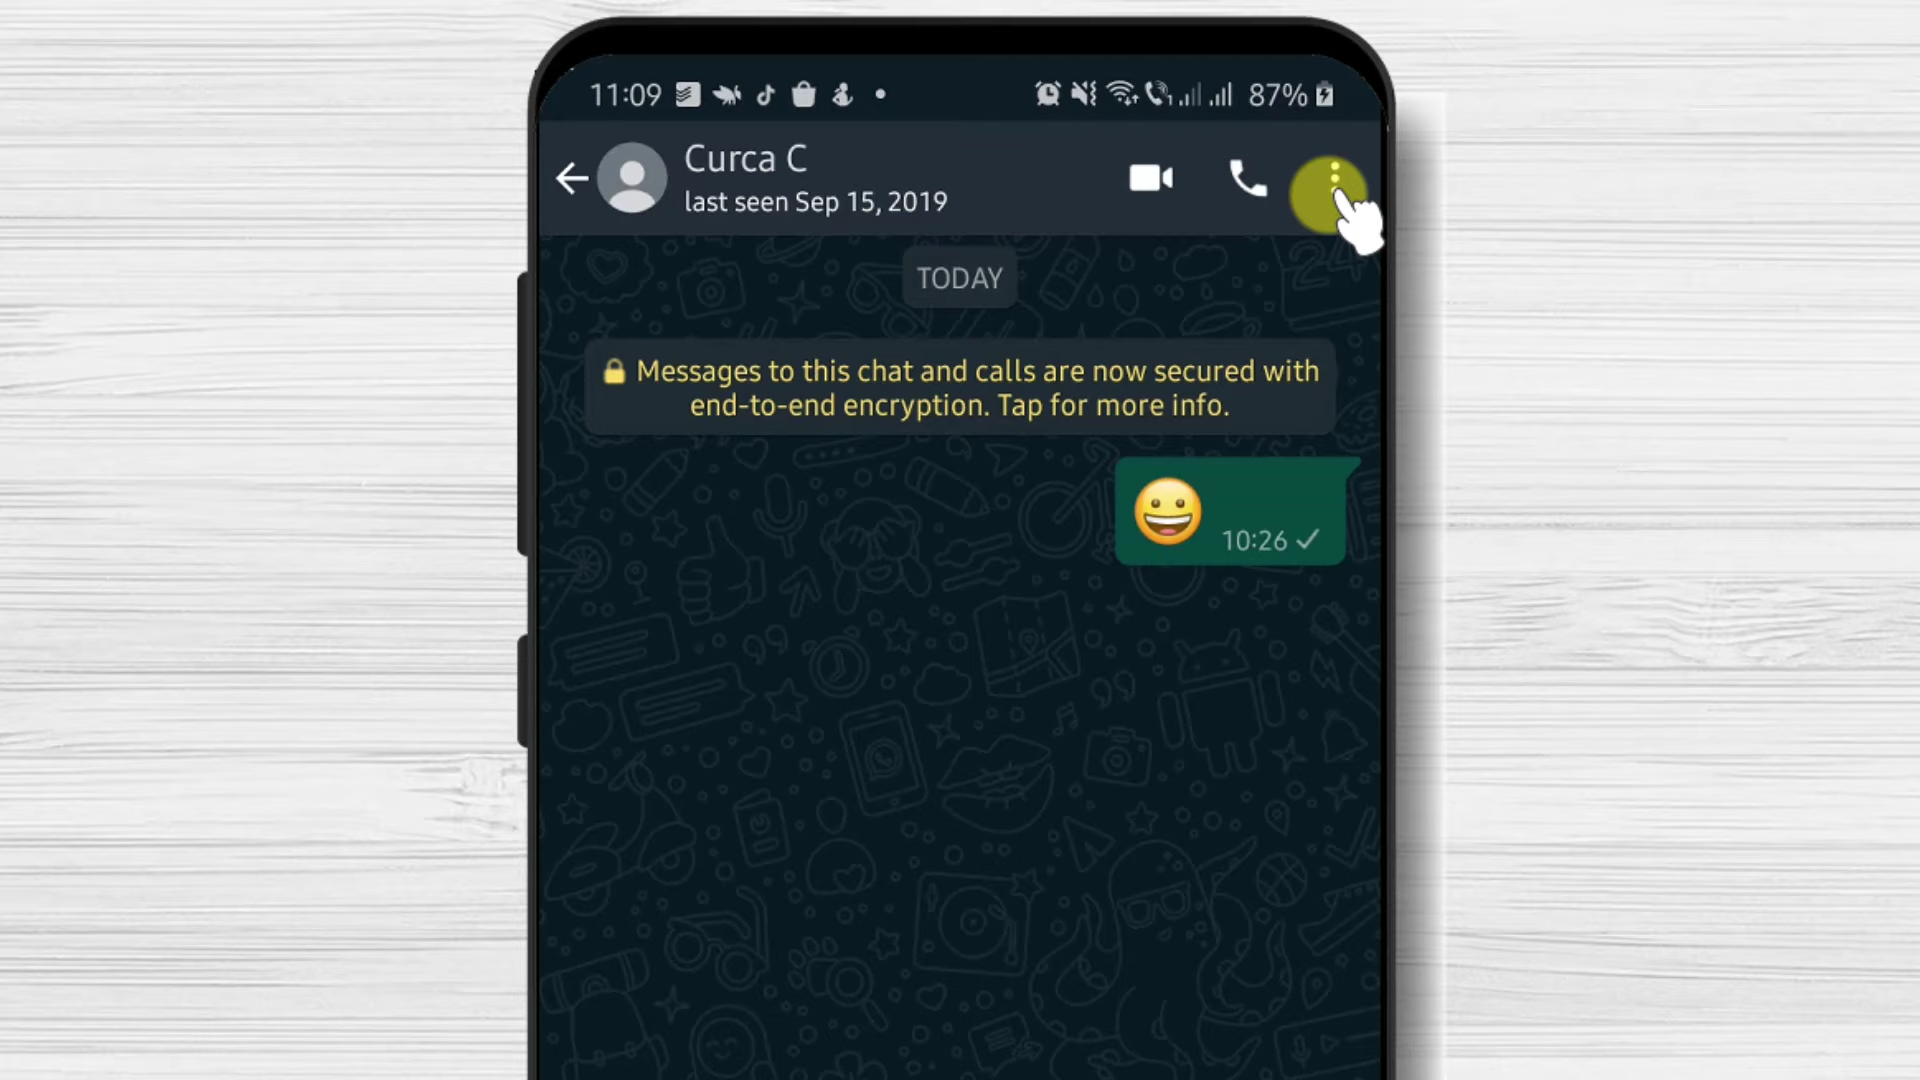 11:09
87%
Curca C
last seen Sep 15, 2019
TODAY
Messages to this chat and calls are now secured with
end-to-end encryption. Tap for more info.
10:26